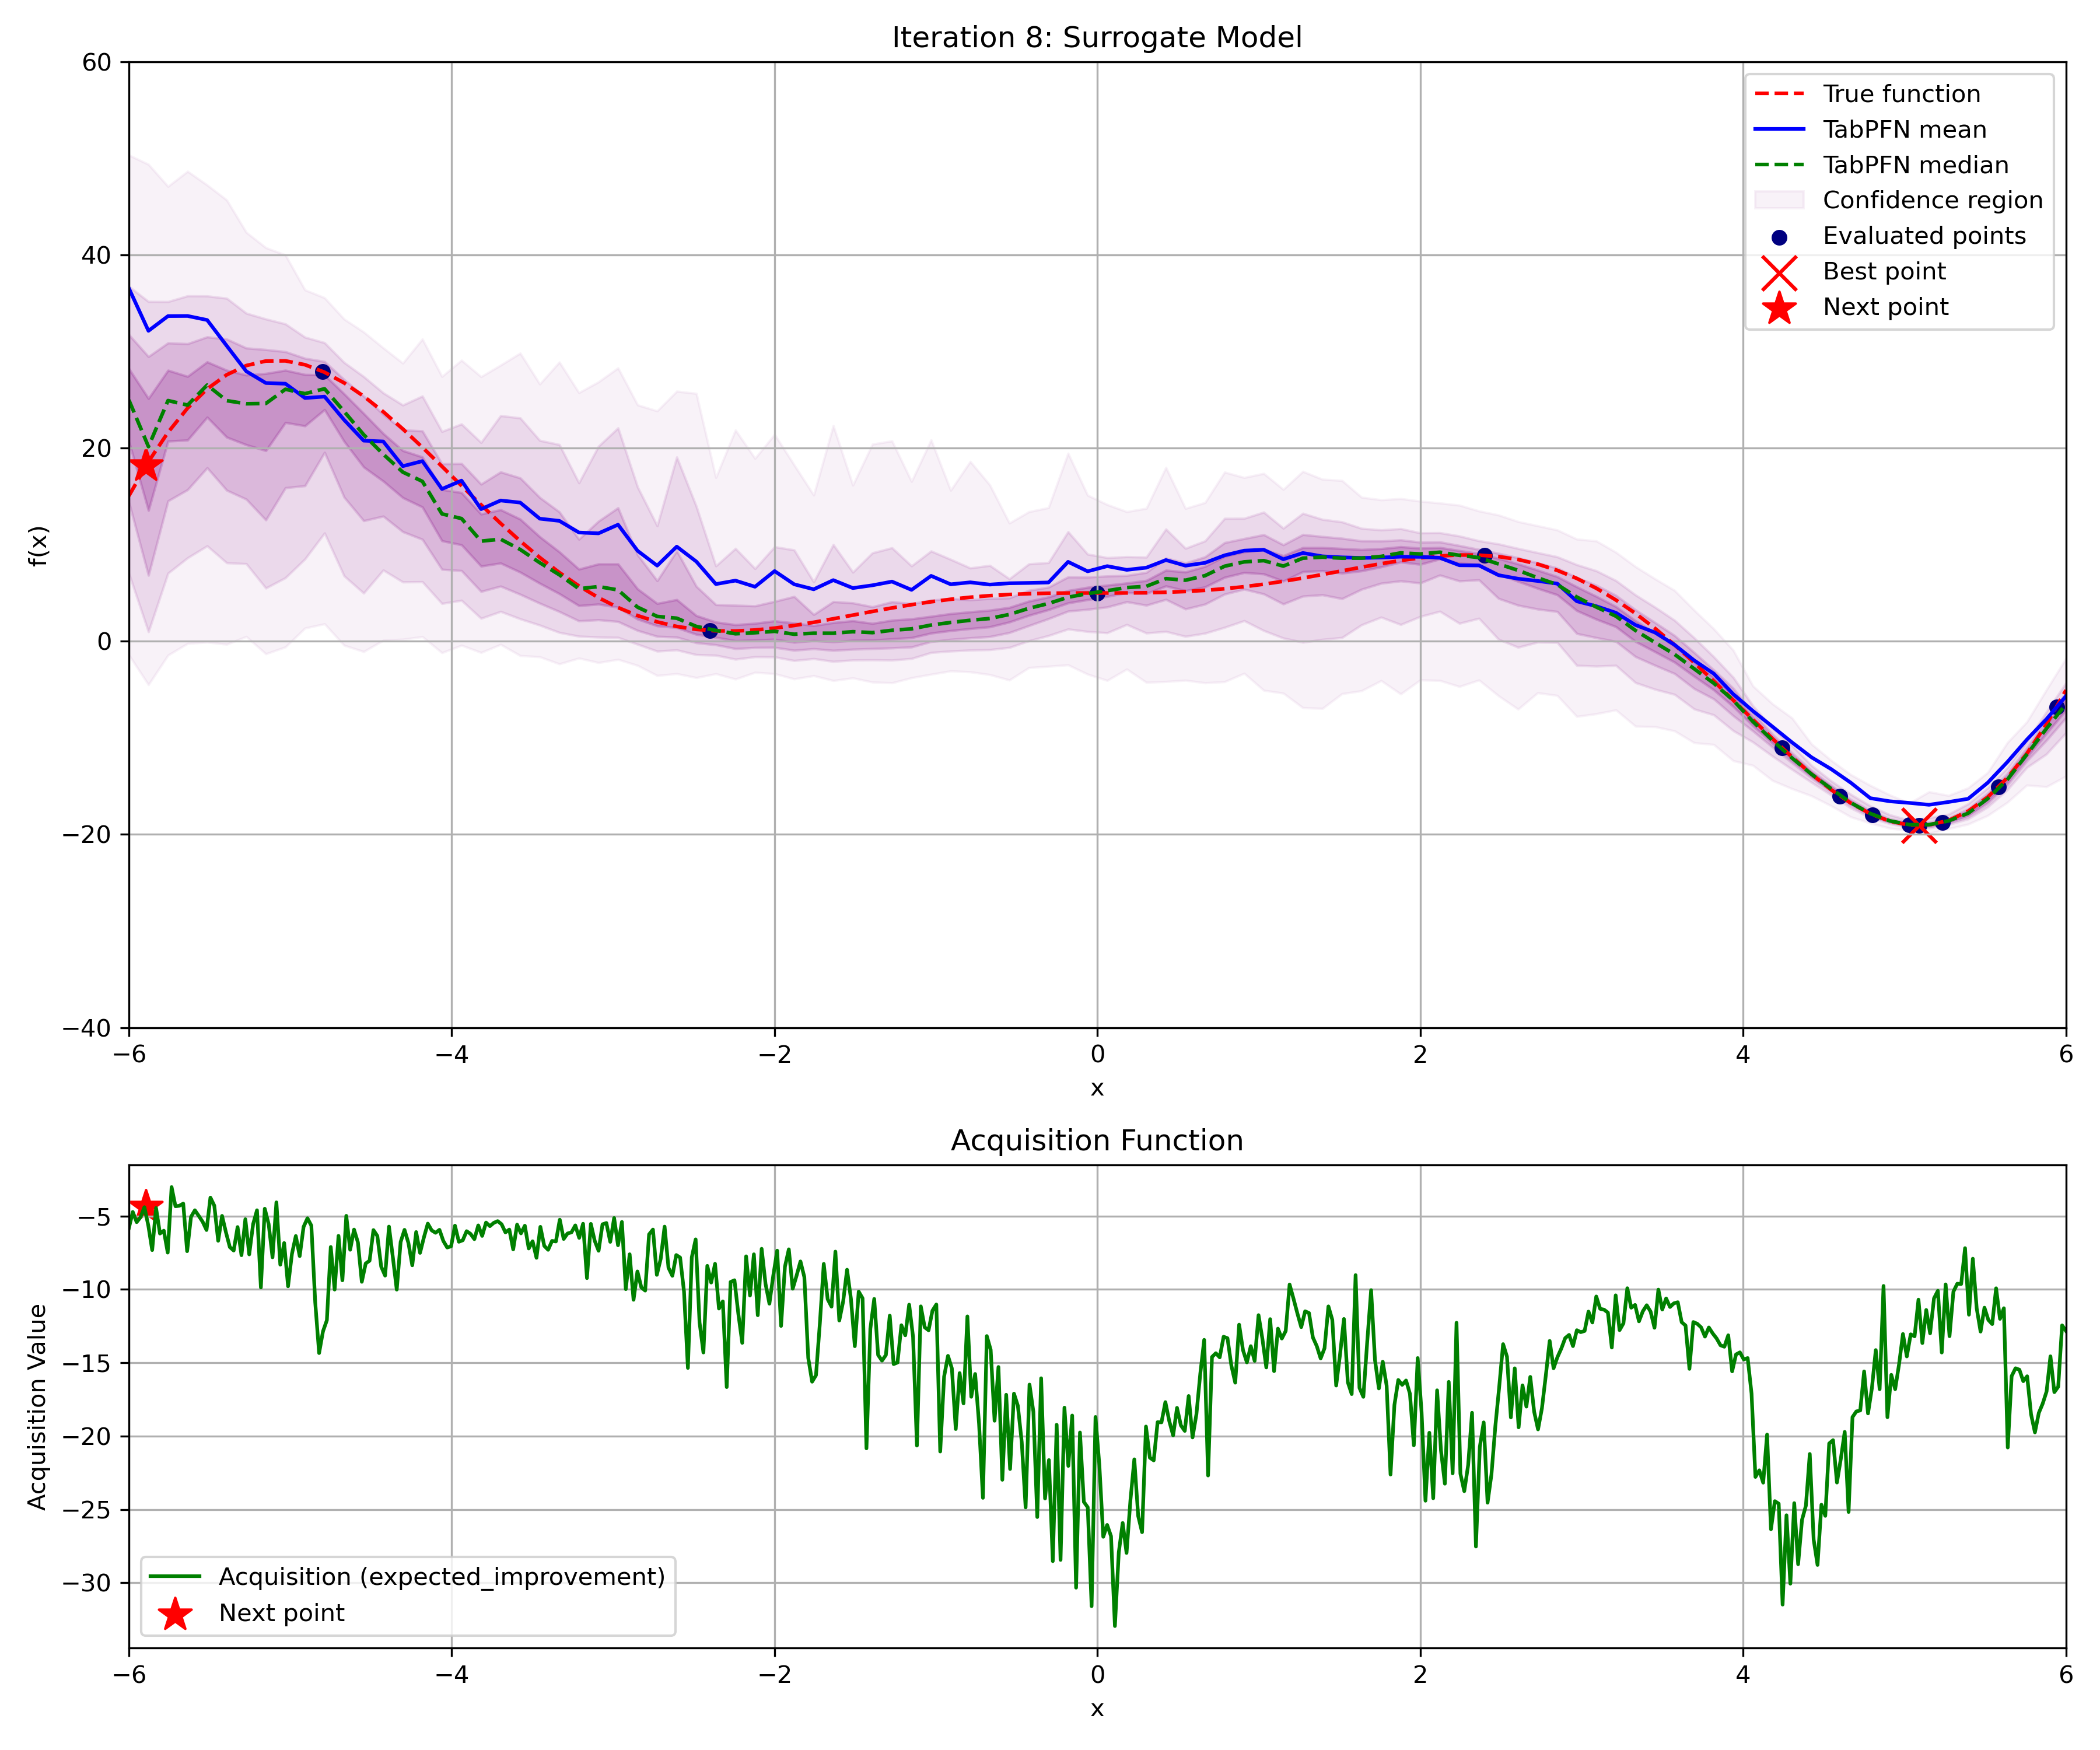 Iteration 8: Surrogate Model
60
40
20
0
−20
−40
f(x)
True function
TabPFN mean
TabPFN median
Confidence region
Evaluated points
Best point
Next point
−6
−4
−2
0
2
4
6
x
Acquisition Function
−5
−10
−15
−20
−25
−30
Acquisition Value
Acquisition (expected_improvement)
Next point
−6
−4
−2
0
2
4
6
x